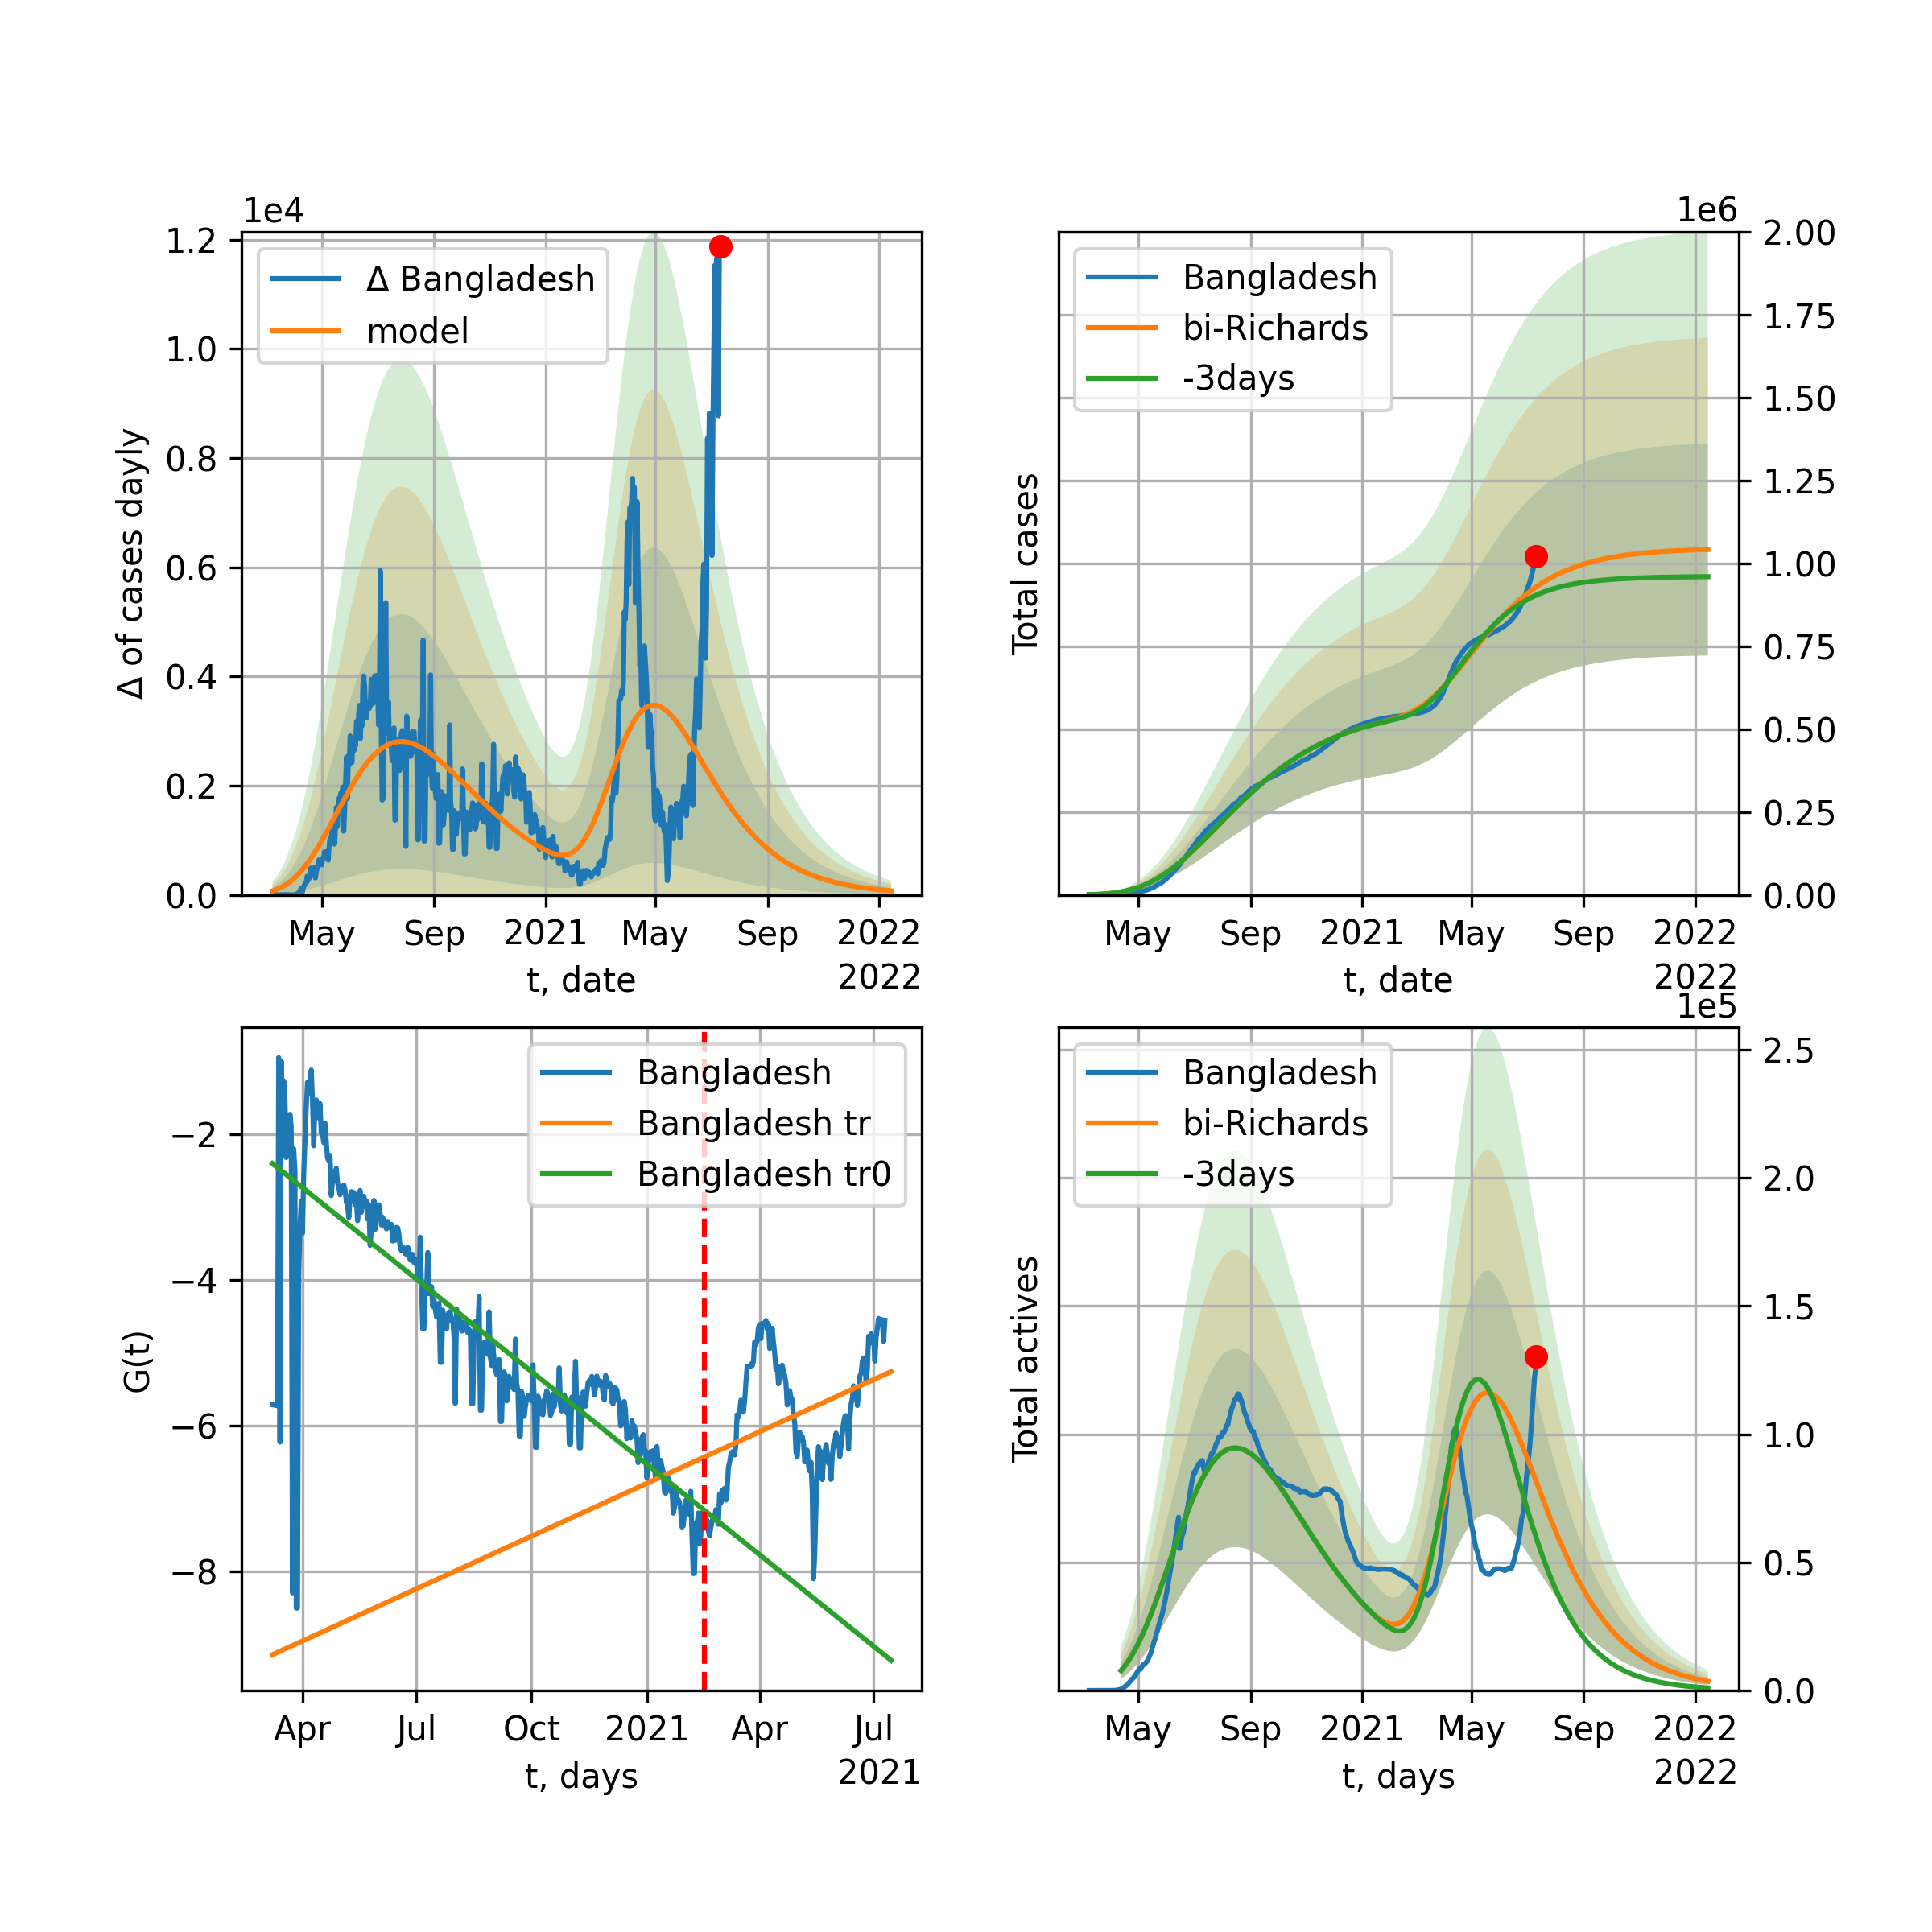 1e4
1.2
1.0
0.8
0.6
0.4
0.2
0.0
Δ of cases dayly
Δ Bangladesh
model
May Sep 2021 May Sep 2022
2022
t, date
1e6
2.00
1.75
1.50
1.25
1.00
0.75
0.50
0.25
0.00
Total cases
Bangladesh
bi-Richards
-3days
May Sep 2021 May Sep 2022
2022
t, date
−2
−4
−6
−8
G(t)
Bangladesh
Bangladesh tr
Bangladesh tr0
Apr Jul Oct 2021 Apr Jul
2021
t, days
1e5
2.5
2.0
1.5
1.0
0.5
0.0
Total actives
Bangladesh
bi-Richards
-3days
May Sep 2021 May Sep 2022
2022
t, days